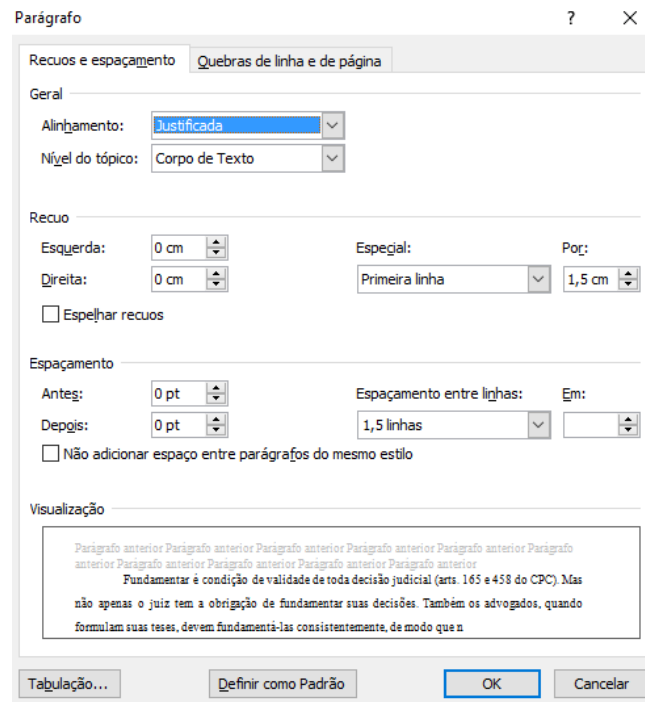 Parágrafo ? X
Recuos e espaçamento Quebras de linha e de página
Geral
Alinhamento: Justificada
Nível do tópico: Corpo de Texto
Recuo
Esquerda: 0 cm Especial: Por:
Direita: 0 cm Primeira linha 1,5 cm
Espelhar recuos
Espaçamento
Antes: 0 pt Espaçamento entre linhas: Em:
Depois: 0 pt 1,5 linhas
Não adicionar espaço entre parágrafos do mesmo estilo
Visualização
Parágrafo anterior Parágrafo anterior Parágrafo anterior Parágrafo anterior Parágrafo anterior Parágrafo
anterior Parágrafo anterior Parágrafo anterior Parágrafo anterior Parágrafo anterior
Fundamentar é condição de validade de toda decisão judicial (arts. 165 e 458 do CPC). Mas
não apenas o juiz tem a obrigação de fundamentar suas decisões. Também os advogados, quando
formulam suas teses, devem fundamentá-las consistentemente, de modo que n
Tabulação... Definir como Padrão OK Cancelar